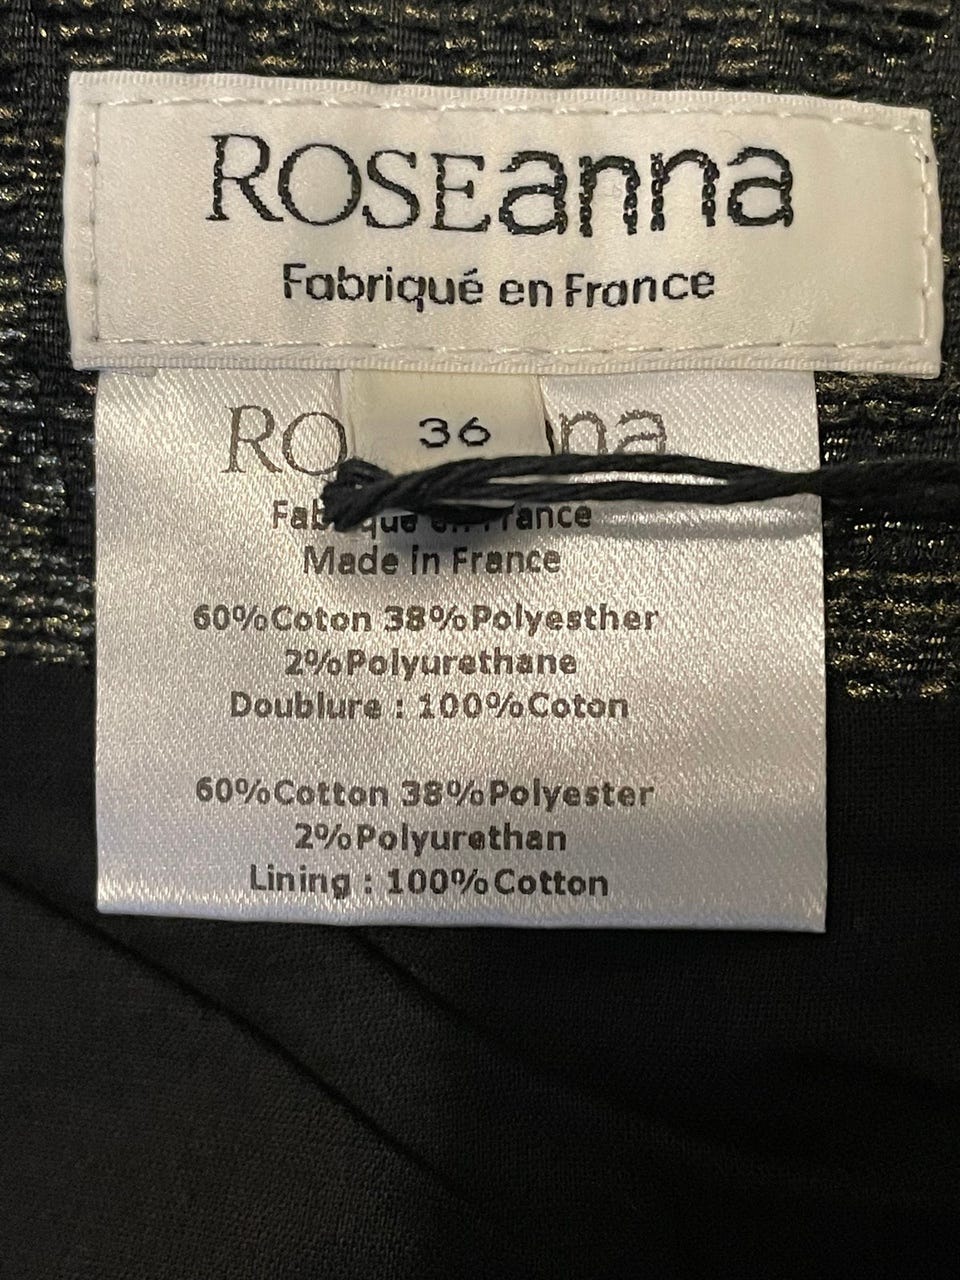 ROSEanna
Fabriqué en France
36
Made in France
60%Coton 38%Polyesther
2%Polyurethane
Doublure : 100%Coton
60%Cotton 38%Polyester
2%Polyurethan
Lining : 100%Cotton